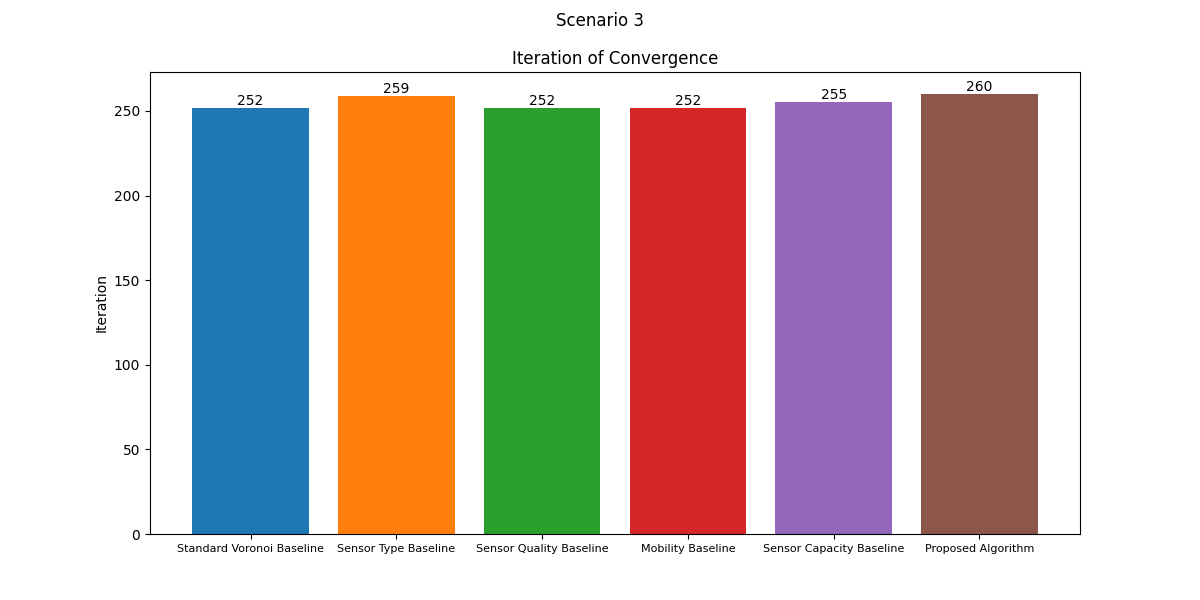 Scenario 3
Iteration of Convergence
252
259
252
252
255
260
250
200
150
100
50
0
Iteration
Standard Voronoi Baseline
Sensor Type Baseline
Sensor Quality Baseline
Mobility Baseline
Sensor Capacity Baseline
Proposed Algorithm